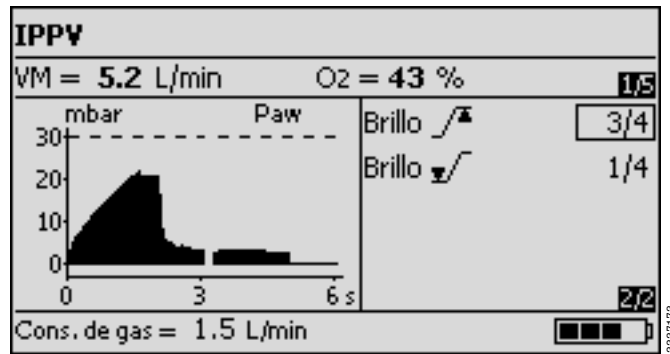 IPPV
VM = 5.2 L/min O2 = 43 % 1/5
mbar Paw
Brillo 3/4
30
Brillo 1/4
20
10
0
0 3 6 s
2/2
Cons. de gas = 1.5 L/min